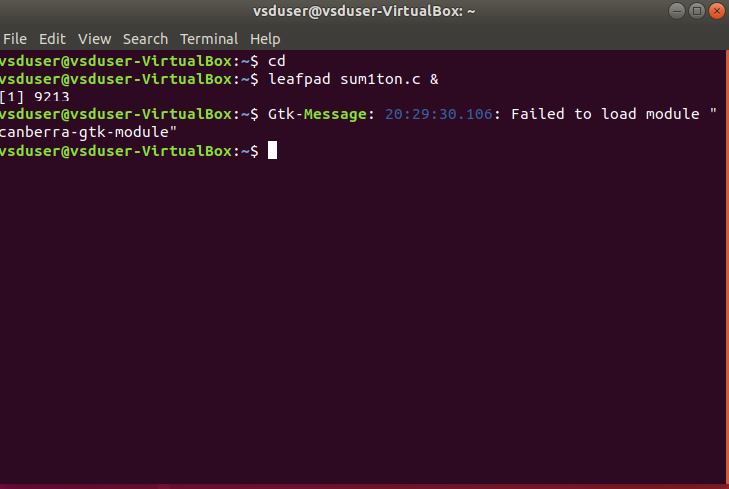 vsduser@vsduser-VirtualBox: ~
File Edit View Search Terminal Help
vsduser@vsduser-VirtualBox:~$ cd
vsduser@vsduser-VirtualBox:~$ leafpad sum1ton.c &
[1] 9213
vsduser@vsduser-VirtualBox:~$ Gtk-Message: 20:29:30.106: Failed to load module "
canberra-gtk-module"
vsduser@vsduser-VirtualBox:~$